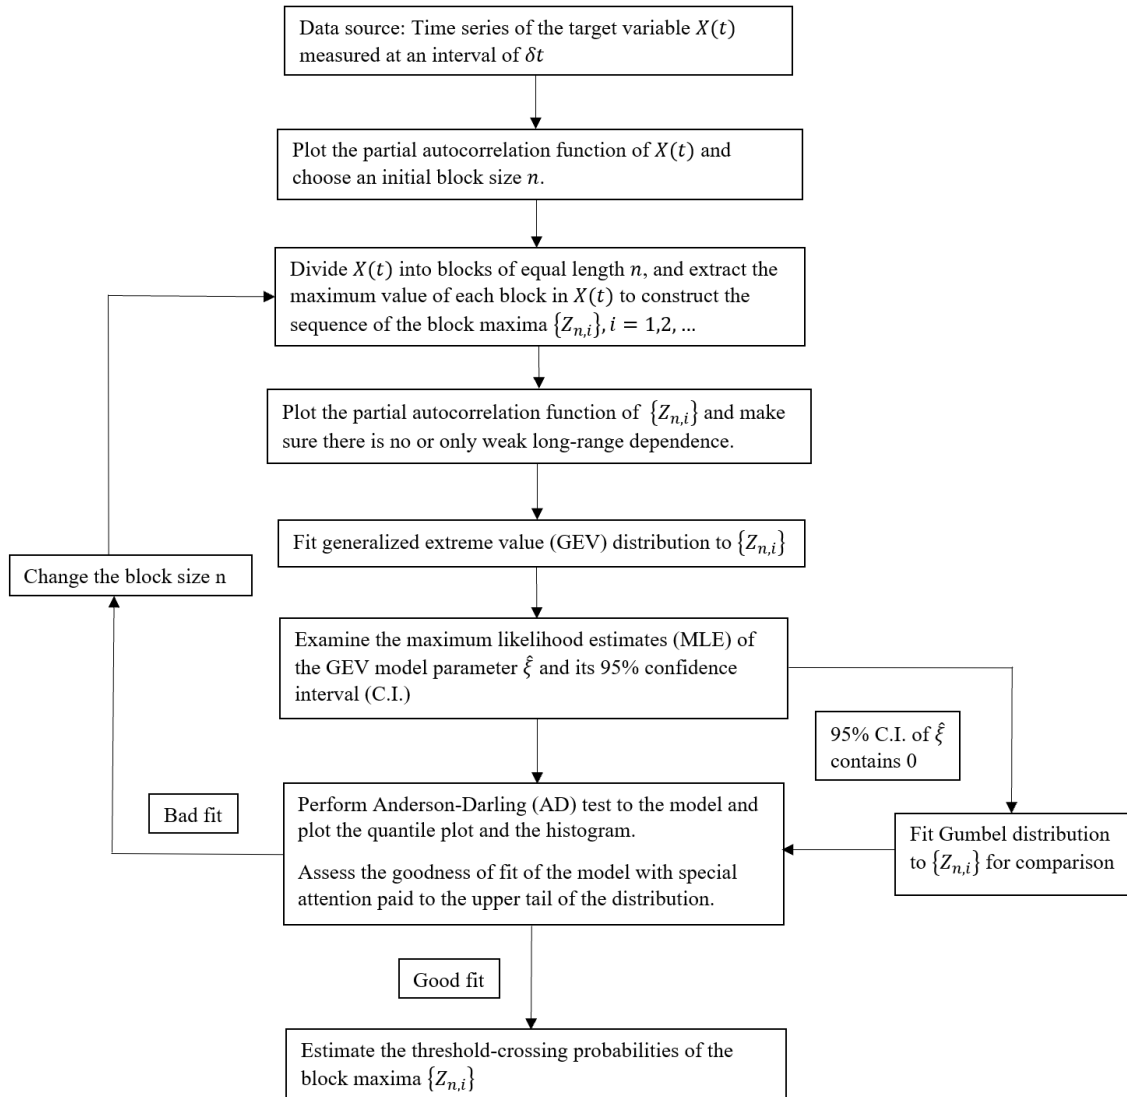 Data source: Time series of the target variable 𝑋(𝑡)
measured at an interval of 𝛿𝑡
Plot the partial autocorrelation function of 𝑋(𝑡) and
choose an initial block size 𝑛.
Divide 𝑋(𝑡) into blocks of equal length 𝑛, and extract the
maximum value of each block in 𝑋(𝑡) to construct the
sequence of the block maxima {𝑍ₙ,ᵢ}, 𝑖 = 1,2, …
Plot the partial autocorrelation function of {𝑍ₙ,ᵢ} and make
sure there is no or only weak long-range dependence.
Fit generalized extreme value (GEV) distribution to {𝑍ₙ,ᵢ}
Change the block size n
Examine the maximum likelihood estimates (MLE) of
the GEV model parameter 𝜉̂ and its 95% confidence
interval (C.I.)
95% C.I. of 𝜉̂
contains 0
Bad fit
Perform Anderson-Darling (AD) test to the model and
plot the quantile plot and the histogram.
Assess the goodness of fit of the model with special
attention paid to the upper tail of the distribution.
Fit Gumbel distribution
to {𝑍ₙ,ᵢ} for comparison
Good fit
Estimate the threshold-crossing probabilities of the
block maxima {𝑍ₙ,ᵢ}